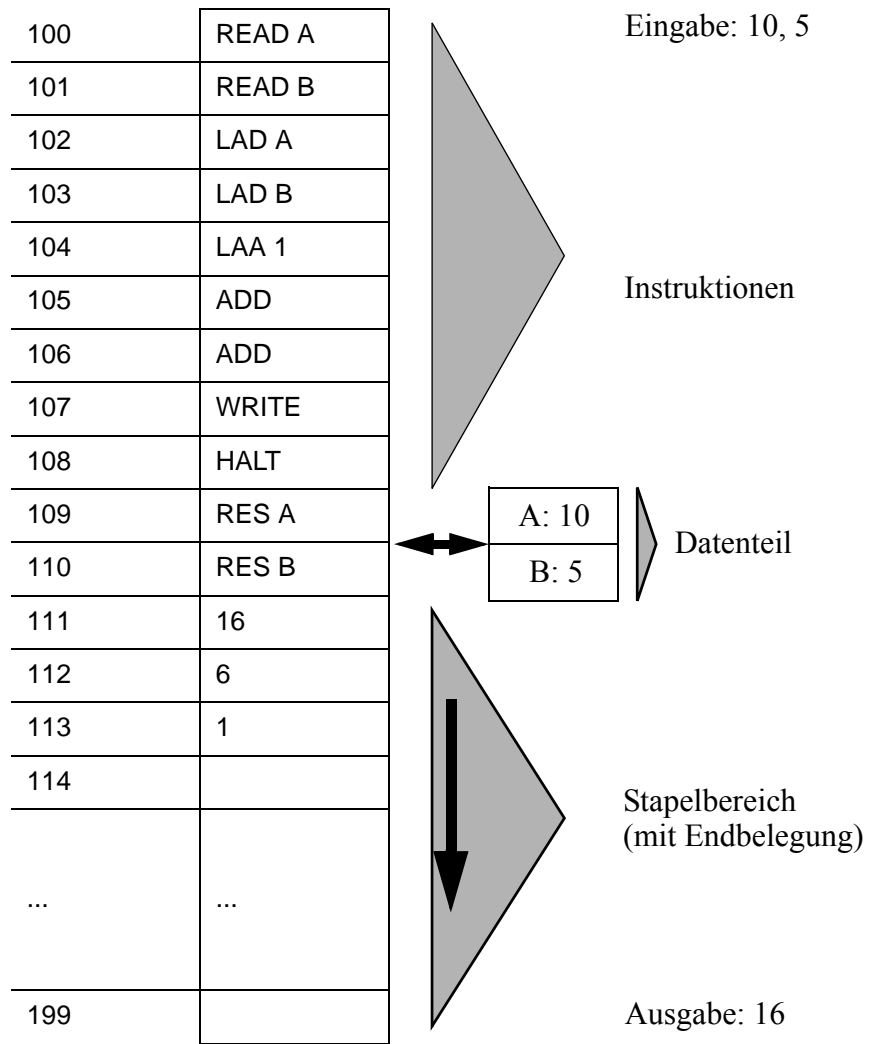 100 READ A Eingabe: 10, 5
101 READ B
102 LAD A
103 LAD B
104 LAA 1
105 ADD Instruktionen
106 ADD
107 WRITE
108 HALT
109 RES A A: 10
Datenteil
110 RES B B: 5
111 16
112 6
113 1
114
Stapelbereich
(mit Endbelegung)
... ...
199 Ausgabe: 16